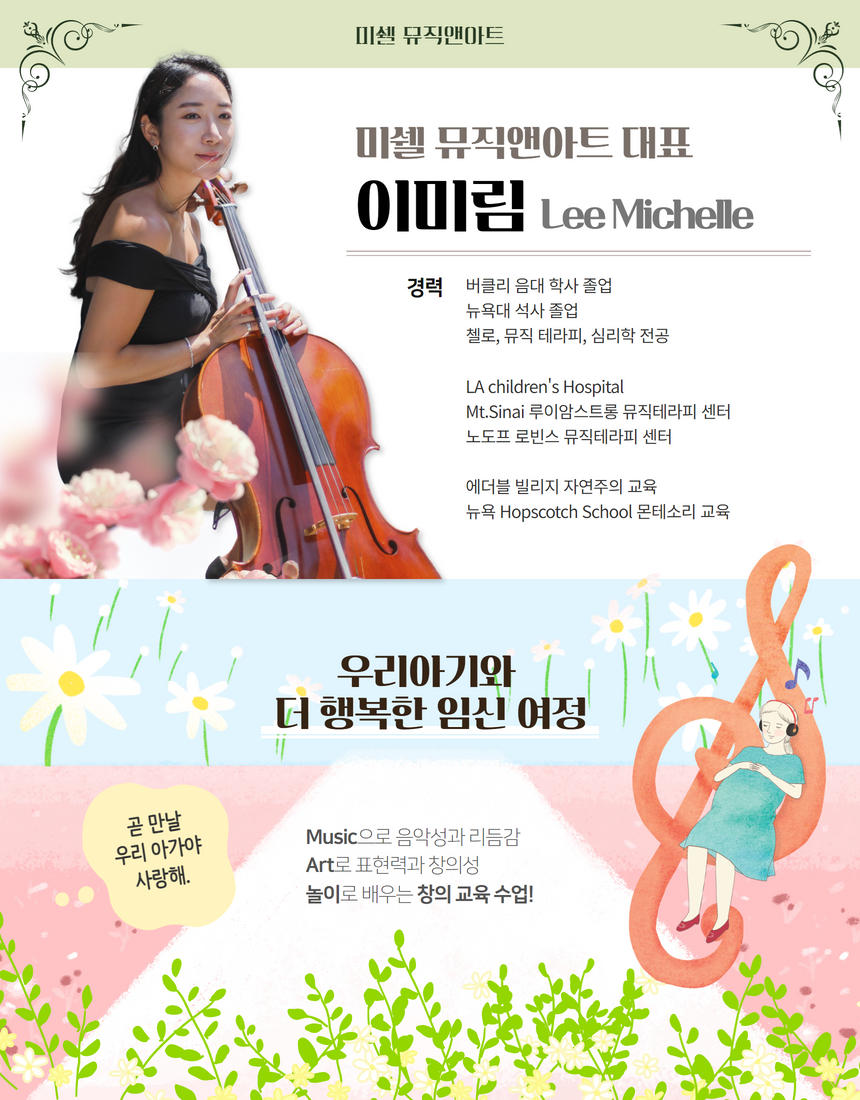 미쉘 뮤직앤아트
미쉘 뮤직앤아트 대표
이미림 Lee Michelle
경력 버클리 음대 학사 졸업
뉴욕대 석사 졸업
첼로, 뮤직 테라피, 심리학 전공
LA children's Hospital
Mt.Sinai 루이암스트롱 뮤직테라피 센터
노도프 로빈스 뮤직테라피 센터
에더블 빌리지 자연주의 교육
뉴욕 Hopscotch School 몬테소리 교육
우리아기와
더 행복한 임신 여정
곧 만날
우리 아가야
사랑해.
Music으로 음악성과 리듬감
Art로 표현력과 창의성
놀이로 배우는 창의 교육 수업!